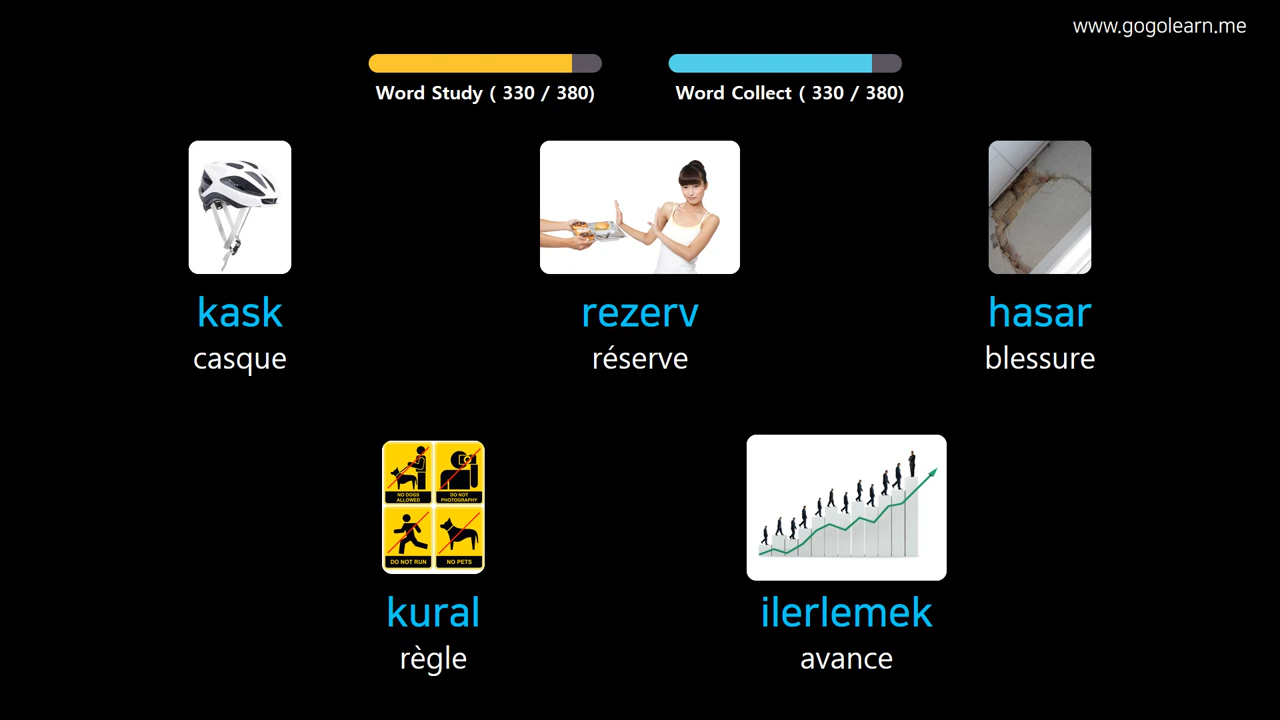 www.gogolearn.me
Word Study ( 330 / 380)
Word Collect ( 330 / 380)
kask
casque
rezerv
réserve
hasar
blessure
NO DOGS
ALLOWED
DO NOT
PHOTOGRAPHY
DO NOT RUN
NO PETS
kural
règle
ilerlemek
avance